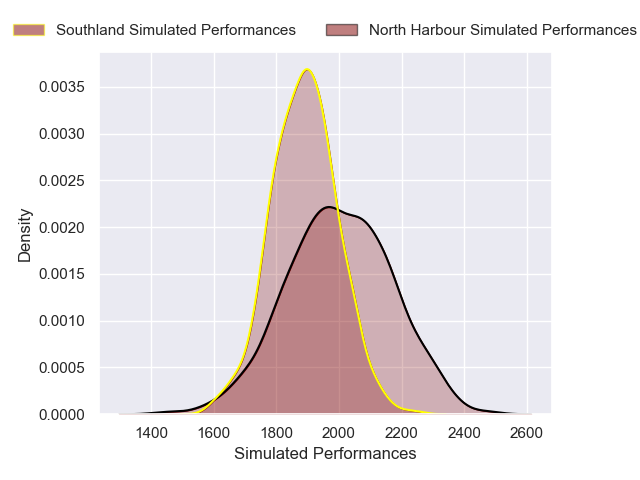 Southland Simulated Performances North Harbour Simulated Performances
0.0035
0.0030
0.0025
0.0020
0.0015
0.0010
0.0005
0.0000
Density
1400 1600 1800 2000 2200 2400 2600
Simulated Performances